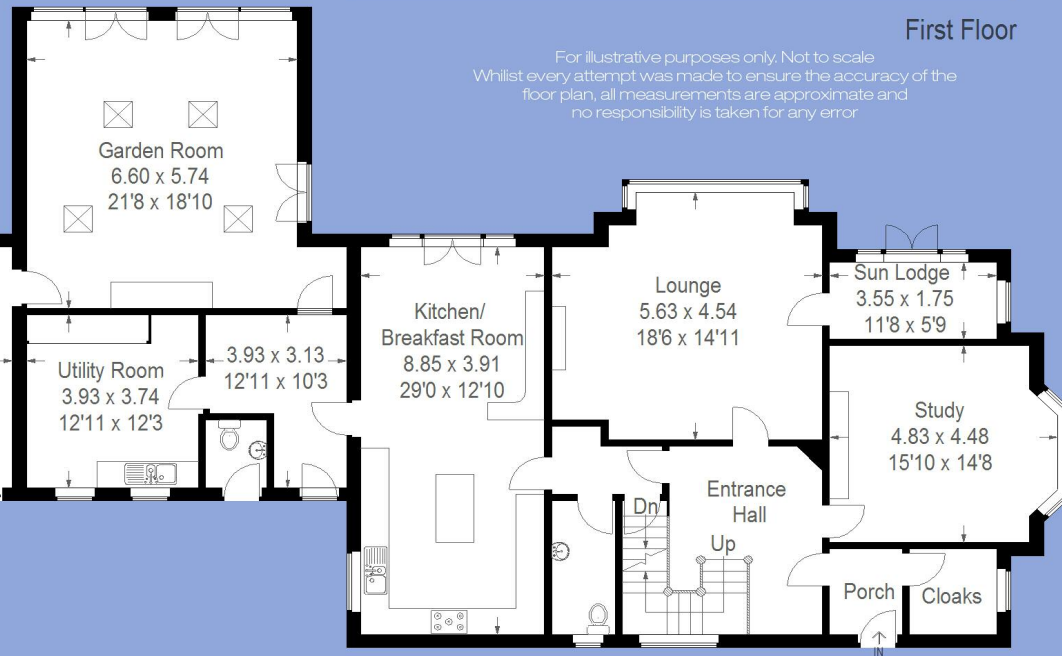 First Floor
For illustrative purposes only. Not to scale
Whilst every attempt was made to ensure the accuracy of the
floor plan, all measurements are approximate and
no responsibility is taken for any error
Garden Room
6.60 x 5.74
21'8 x 18'10
Kitchen/
Breakfast Room
8.85 x 3.91
29'0 x 12'10
Lounge
5.63 x 4.54
18'6 x 14'11
Sun Lodge
3.55 x 1.75
11'8 x 5'9
Utility Room
3.93 x 3.74
12'11 x 12'3
3.93 x 3.13
12'11 x 10'3
Study
4.83 x 4.48
15'10 x 14'8
Entrance
Hall
Dn
Up
Porch
Cloaks
IN